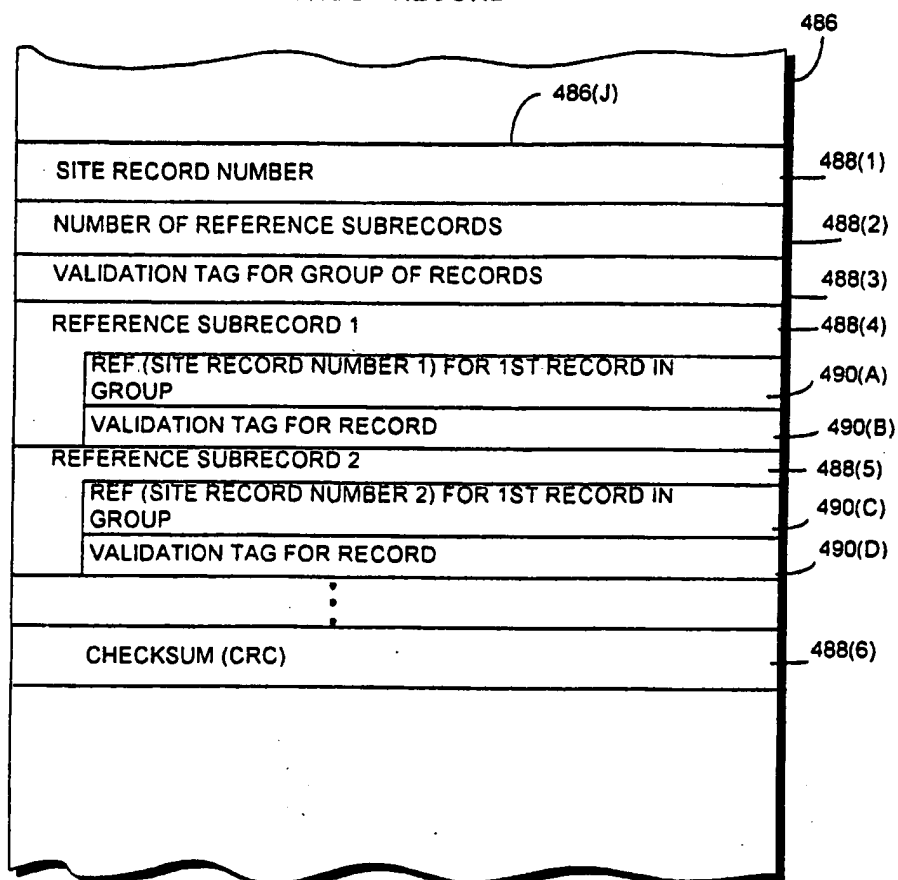 486
486(J)
SITE RECORD NUMBER 488(1)
NUMBER OF REFERENCE SUBRECORDS 488(2)
VALIDATION TAG FOR GROUP OF RECORDS 488(3)
REFERENCE SUBRECORD 1 488(4)
REF. (SITE RECORD NUMBER 1) FOR 1ST RECORD IN
GROUP 490(A)
VALIDATION TAG FOR RECORD 490(B)
REFERENCE SUBRECORD 2 488(5)
REF (SITE RECORD NUMBER 2) FOR 1ST RECORD IN
GROUP 490(C)
VALIDATION TAG FOR RECORD 490(D)
CHECKSUM (CRC) 488(6)